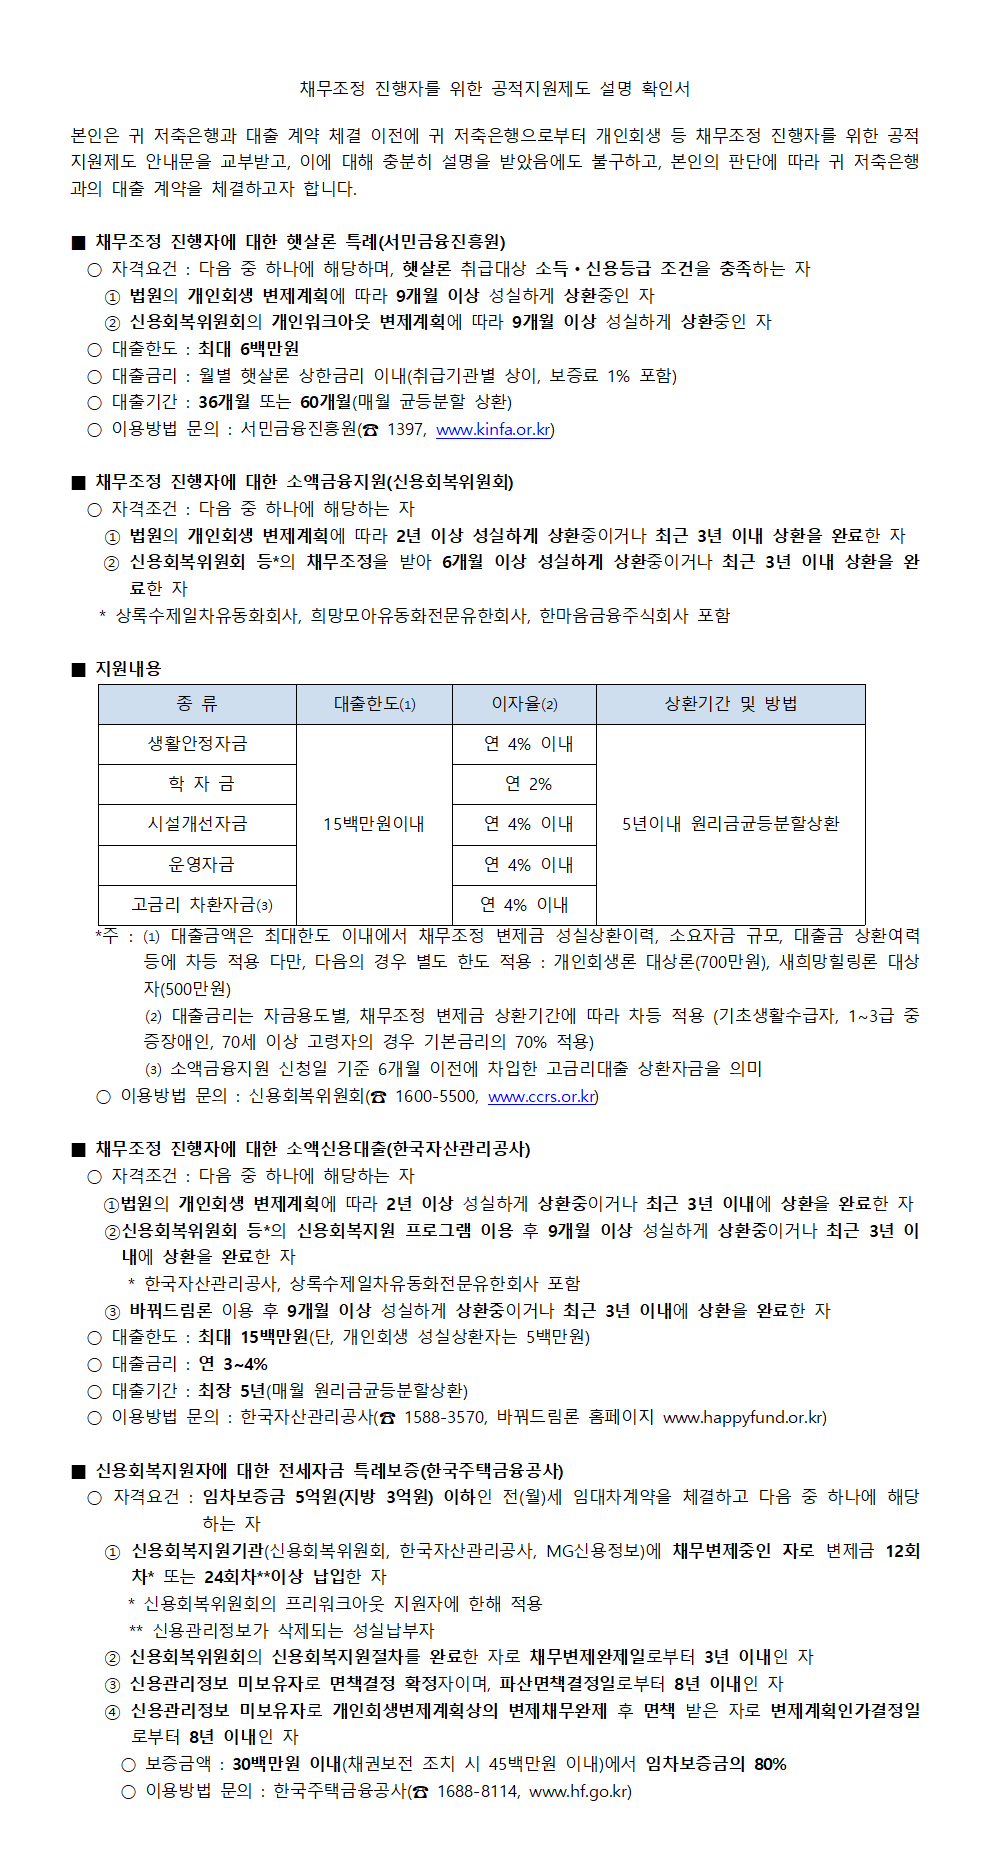 채무조정 진행자를 위한 공적지원제도 설명 확인서
본인은 귀 저축은행과 대출 계약 체결 이전에 귀 저축은행으로부터 개인회생 등 채무조정 진행자를 위한 공적
지원제도 안내문을 교부받고, 이에 대해 충분히 설명을 받았음에도 불구하고, 본인의 판단에 따라 귀 저축은행
과의 대출 계약을 체결하고자 합니다.
■ 채무조정 진행자에 대한 햇살론 특례(서민금융진흥원)
○ 자격요건 : 다음 중 하나에 해당하며, 햇살론 취급대상 소득·신용등급 조건을 충족하는 자
① 법원의 개인회생 변제계획에 따라 9개월 이상 성실하게 상환중인 자
② 신용회복위원회의 개인워크아웃 변제계획에 따라 9개월 이상 성실하게 상환중인 자
○ 대출한도 : 최대 6백만원
○ 대출금리 : 월별 햇살론 상한금리 이내(취급기관별 상이, 보증료 1% 포함)
○ 대출기간 : 36개월 또는 60개월(매월 균등분할 상환)
○ 이용방법 문의 : 서민금융진흥원(☎ 1397, www.kinfa.or.kr)
■ 채무조정 진행자에 대한 소액금융지원(신용회복위원회)
○ 자격조건 : 다음 중 하나에 해당하는 자
① 법원의 개인회생 변제계획에 따라 2년 이상 성실하게 상환중이거나 최근 3년 이내 상환을 완료한 자
② 신용회복위원회 등*의 채무조정을 받아 6개월 이상 성실하게 상환중이거나 최근 3년 이내 상환을 완
료한 자
* 상록수제일차유동화회사, 희망모아유동화전문유한회사, 한마음금융주식회사 포함
■ 지원내용
종 류 대출한도⑴ 이자율⑵ 상환기간 및 방법
생활안정자금 연 4% 이내
학 자 금 연 2%
시설개선자금 15백만원이내 연 4% 이내 5년이내 원리금균등분할상환
운영자금 연 4% 이내
고금리 차환자금⑶ 연 4% 이내
*주 : ⑴ 대출금액은 최대한도 이내에서 채무조정 변제금 성실상환이력, 소요자금 규모, 대출금 상환여력
등에 차등 적용 다만, 다음의 경우 별도 한도 적용 : 개인회생론 대상론(700만원), 새희망힐링론 대상
자(500만원)
⑵ 대출금리는 자금용도별, 채무조정 변제금 상환기간에 따라 차등 적용 (기초생활수급자, 1~3급 중
증장애인, 70세 이상 고령자의 경우 기본금리의 70% 적용)
⑶ 소액금융지원 신청일 기준 6개월 이전에 차입한 고금리대출 상환자금을 의미
○ 이용방법 문의 : 신용회복위원회(☎ 1600-5500, www.ccrs.or.kr)
■ 채무조정 진행자에 대한 소액신용대출(한국자산관리공사)
○ 자격조건 : 다음 중 하나에 해당하는 자
①법원의 개인회생 변제계획에 따라 2년 이상 성실하게 상환중이거나 최근 3년 이내에 상환을 완료한 자
②신용회복위원회 등*의 신용회복지원 프로그램 이용 후 9개월 이상 성실하게 상환중이거나 최근 3년 이
내에 상환을 완료한 자
* 한국자산관리공사, 상록수제일차유동화전문유한회사 포함
③ 바꿔드림론 이용 후 9개월 이상 성실하게 상환중이거나 최근 3년 이내에 상환을 완료한 자
○ 대출한도 : 최대 15백만원(단, 개인회생 성실상환자는 5백만원)
○ 대출금리 : 연 3~4%
○ 대출기간 : 최장 5년(매월 원리금균등분할상환)
○ 이용방법 문의 : 한국자산관리공사(☎ 1588-3570, 바꿔드림론 홈페이지 www.happyfund.or.kr)
■ 신용회복지원자에 대한 전세자금 특례보증(한국주택금융공사)
○ 자격요건 : 임차보증금 5억원(지방 3억원) 이하인 전(월)세 임대차계약을 체결하고 다음 중 하나에 해당
하는 자
① 신용회복지원기관(신용회복위원회, 한국자산관리공사, MG신용정보)에 채무변제중인 자로 변제금 12회
차* 또는 24회차**이상 납입한 자
* 신용회복위원회의 프리워크아웃 지원자에 한해 적용
** 신용관리정보가 삭제되는 성실납부자
② 신용회복위원회의 신용회복지원절차를 완료한 자로 채무변제완제일로부터 3년 이내인 자
③ 신용관리정보 미보유자로 면책결정 확정자이며, 파산면책결정일로부터 8년 이내인 자
④ 신용관리정보 미보유자로 개인회생변제계획상의 변제채무완제 후 면책 받은 자로 변제계획인가결정일
로부터 8년 이내인 자
○ 보증금액 : 30백만원 이내(채권보전 조치 시 45백만원 이내)에서 임차보증금의 80%
○ 이용방법 문의 : 한국주택금융공사(☎ 1688-8114, www.hf.go.kr)